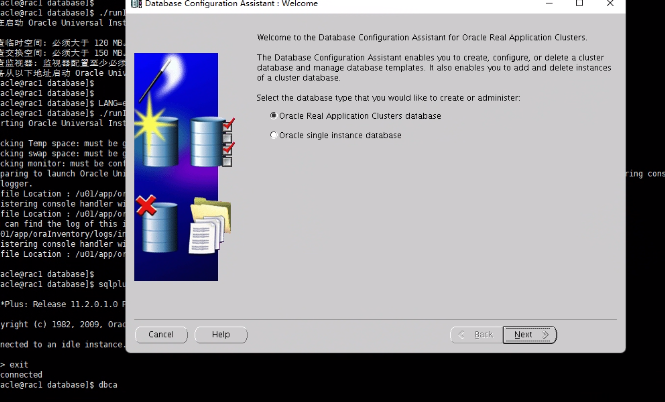 acle@rac1 database]$
acle@rac1 database]$ ./runI
Database Configuration Assistant : Welcome
启动 Oracle Universal Inst
临时空间: 必须大于 120 MB.
交换空间: 必须大于 150 MB.
监视器: 监视器配置至少必须
从以下地址启动 Oracle Univ
acle@rac1 database]$
acle@rac1 database]$
acle@rac1 database]$ LANG=e
acle@rac1 database]$ ./runI
rting Oracle Universal Inst
cking Temp space: must be g
cking swap space: must be g
cking monitor: must be conf
paring to launch Oracle Uni
ring cons
logger.
file Location : /u01/app/or
istering console handler wi
file Location : /u01/app/or
can find the log of this i
01/app/oraInventory/logs/in
istering console handler wi
file Location : /u01/app/or
acle@rac1 database]$
acle@rac1 database]$ sqlplu
*Plus: Release 11.2.0.1.0 P
yright (c) 1982, 2009, Orac
nected to an idle instance.
> exit
connected
acle@rac1 database]$ dbca
Welcome to the Database Configuration Assistant for Oracle Real Application Clusters.
The Database Configuration Assistant enables you to create, configure, or delete a cluster
database and manage database templates. It also enables you to add and delete instances
of a cluster database.
Select the database type that you would like to create or administer:
Oracle Real Application Clusters database
Oracle single instance database
Cancel
Help
< Back
Next >